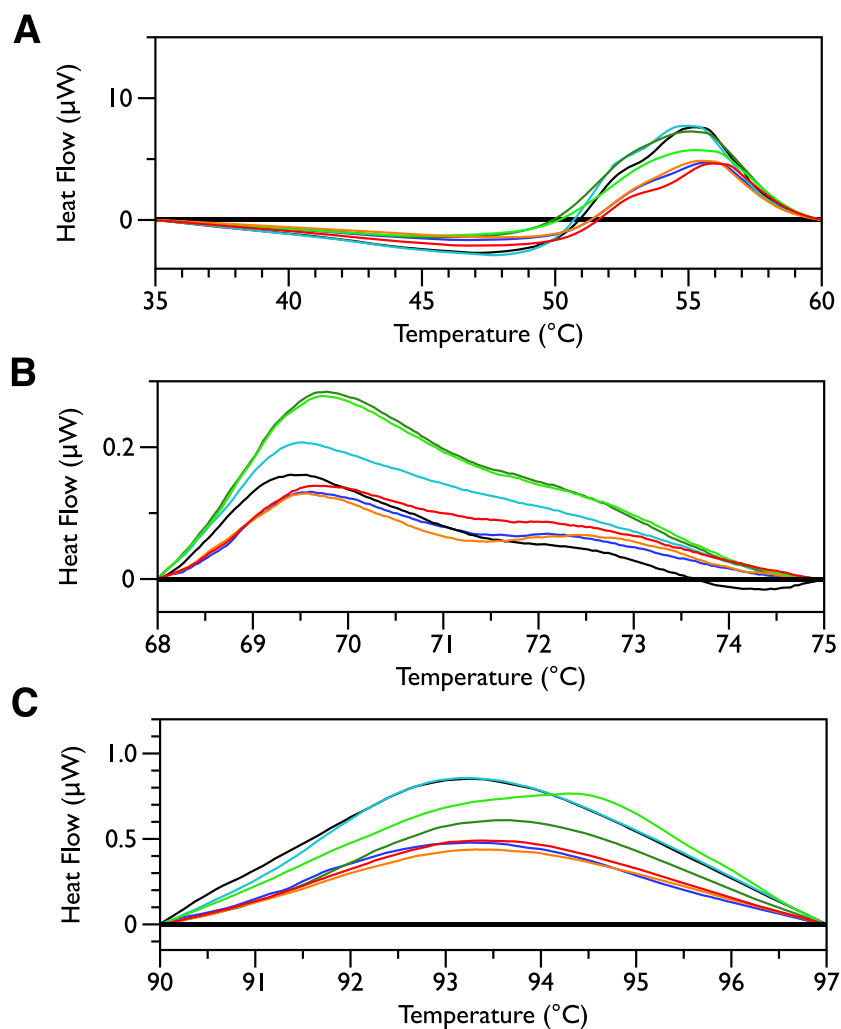 A
Heat Flow (µW)
10
0
35 40 45 50 55 60
Temperature (°C)
B
Heat Flow (µW)
0.2
0
68 69 70 71 72 73 74 75
Temperature (°C)
C
Heat Flow (µW)
1.0
0.5
0
90 91 92 93 94 95 96 97
Temperature (°C)